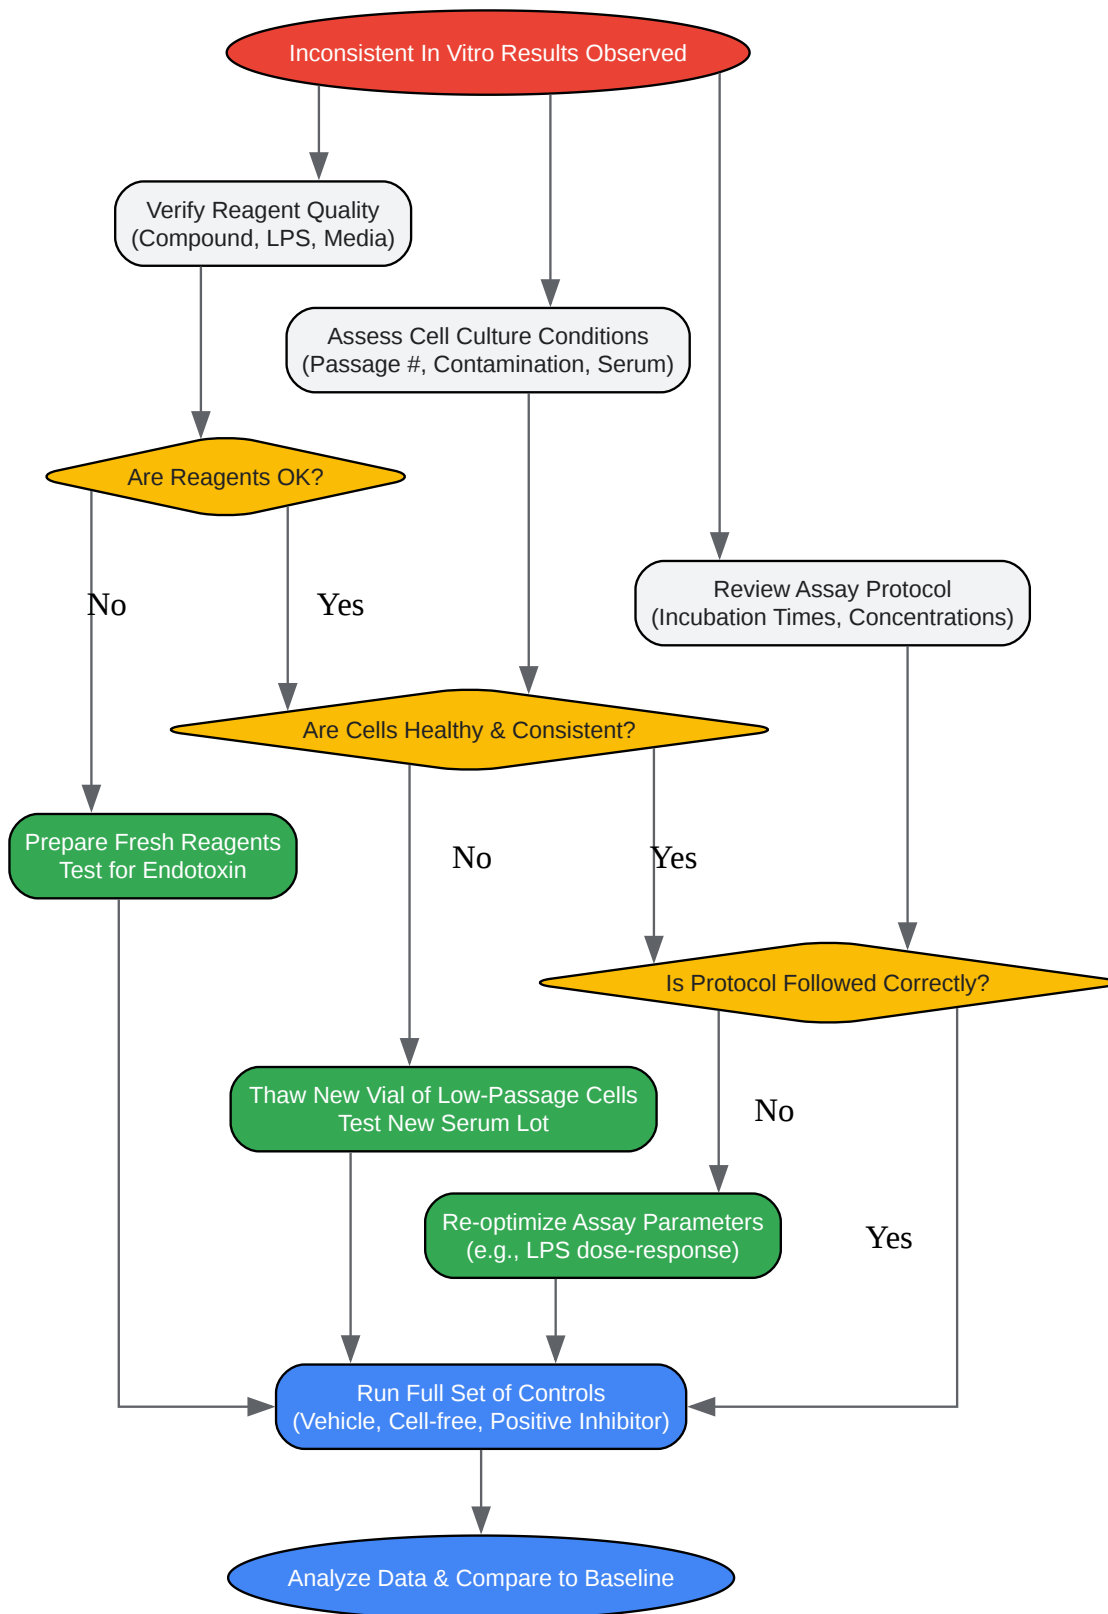 Inconsistent In Vitro Results Observed
Verify Reagent Quality
(Compound, LPS, Media)
Assess Cell Culture Conditions
(Passage #, Contamination, Serum)
Are Reagents OK?
No
Yes
Review Assay Protocol
(Incubation Times, Concentrations)
Are Cells Healthy & Consistent?
Prepare Fresh Reagents
Test for Endotoxin
No
Yes
Is Protocol Followed Correctly?
Thaw New Vial of Low-Passage Cells
Test New Serum Lot
No
Re-optimize Assay Parameters
(e.g., LPS dose-response)
Yes
Run Full Set of Controls
(Vehicle, Cell-free, Positive Inhibitor)
Analyze Data & Compare to Baseline